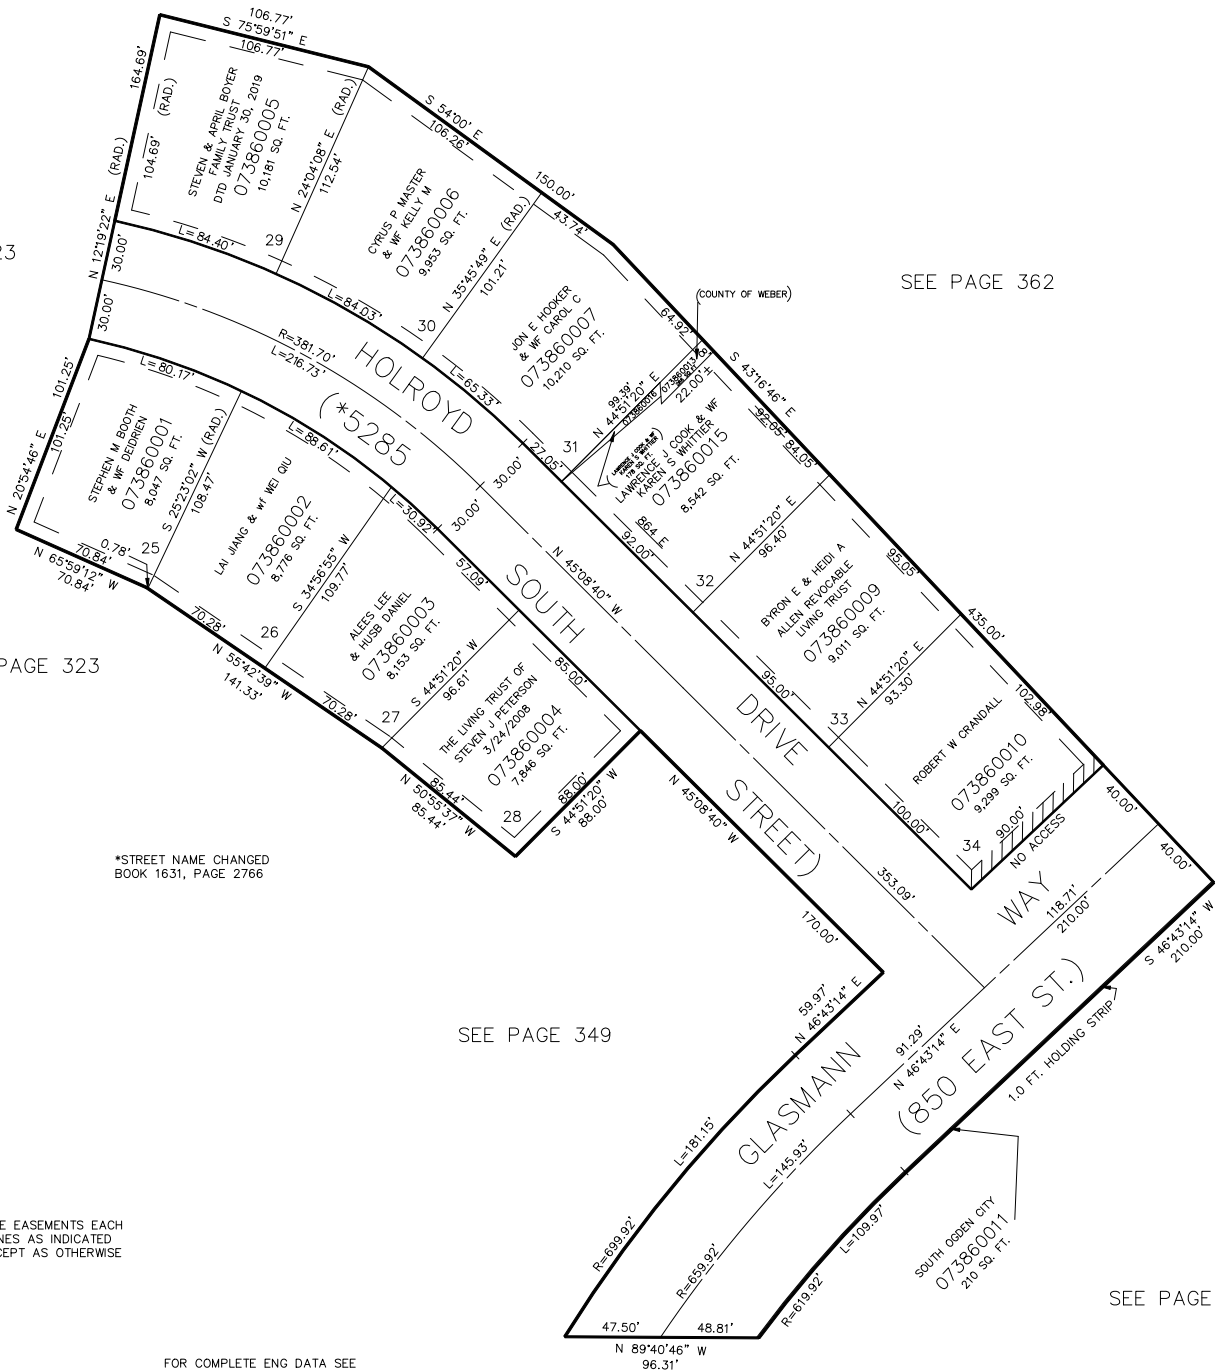 106.77'
S 75°59'51" E
106.77'
164.69'
(RAD.)
104.69'
(RAD.)
N 12°19'22" E
30.00'
30.00'
STEVEN & APRIL BOYER
FAMILY TRUST
DTD JANUARY 30, 2019
073860005
10,181 SQ. FT.
L=84.40'
29
N 24°04'08" E (RAD.)
112.54'
S 54°00' E
106.26'
150.00'
43.74'
CYRUS P MASTER
& WF KELLY M
073860006
9,953 SQ. FT.
L=84.03'
30
N 35°45'49" E (RAD.)
101.21'
JON E HOOKER
& WF CAROL C
073860007
10,210 SQ. FT.
L=65.33'
27.05'
31
64.92'
(COUNTY OF WEBER)
23
SEE PAGE 362
99.39'
N 44°51'20" E
073860016
073860013
22.00'±
S 43°16'46" E
92.05'
84.05'
LAWRENCE J COOK & WF
KAREN S WHITTIER
LAWRENCE J COOK & WF
KAREN S WHITTIER
073860015
8,542 SQ. FT.
864 E
92.00'
32
N 44°51'20" E
96.40'
95.05'
BYRON E & HEIDI A
ALLEN REVOCABLE
LIVING TRUST
073860009
9,011 SQ. FT.
95.00'
33
N 44°51'20" E
93.30'
435.00'
102.98'
ROBERT W CRANDALL
073860010
9,299 SQ. FT.
100.00'
34
90.00'
NO ACCESS
40.00'
40.00'
R=381.70'
L=216.73'
HOLROYD
(*5285
SOUTH
DRIVE
STREET)
30.00'
30.00'
N 45°08'40" W
353.09'
101.25'
101.25'
N 20°54'46" E
L=80.17'
STEPHEN M BOOTH
& WF DEIDRIEN
073860001
8,047 SQ. FT.
0.78'
70.84'
N 65°59'12" W
70.84'
25
S 25°23'02" W (RAD.)
108.47'
L=88.61'
LAI JIANG & wf WEI QIU
073860002
8,776 SQ. FT.
70.28'
26
N 55°42'39" W
141.33'
S 34°56'55" W
109.77'
L=30.92'
57.09'
ALEES LEE
& HUSB DANIEL
073860003
8,153 SQ. FT.
70.28'
27
S 44°51'20" W
96.61'
85.00'
THE LIVING TRUST OF
STEVEN J PETERSON
3/24/2008
073860004
7,846 SQ. FT.
85.44'
N 50°55'37" W
85.44'
28
88.00'
S 44°51'20" W
88.00'
N 45°08'40" W
170.00'
PAGE 323
*STREET NAME CHANGED
BOOK 1631, PAGE 2766
SEE PAGE 349
WAY
118.71'
210.00'
S 46°43'14" W
210.00'
(850 EAST ST.)
GLASMANN
59.97'
N 46°43'14" E
91.29'
N 46°43'14" E
1.0 FT. HOLDING STRIP
L=181.15'
L=145.93'
L=109.97'
R=699.92'
R=659.92'
R=619.92'
SOUTH OGDEN CITY
073860011
210 SQ. FT.
47.50'
48.81'
N 89°40'46" W
96.31'
E EASEMENTS EACH
NES AS INDICATED
CEPT AS OTHERWISE
SEE PAGE
FOR COMPLETE ENG DATA SEE